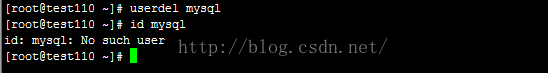 [root@test110 ~]# userdel mysql
[root@test110 ~]# id mysql
id: mysql: No such user
[root@test110 ~]#
http://blog.csdn.net/